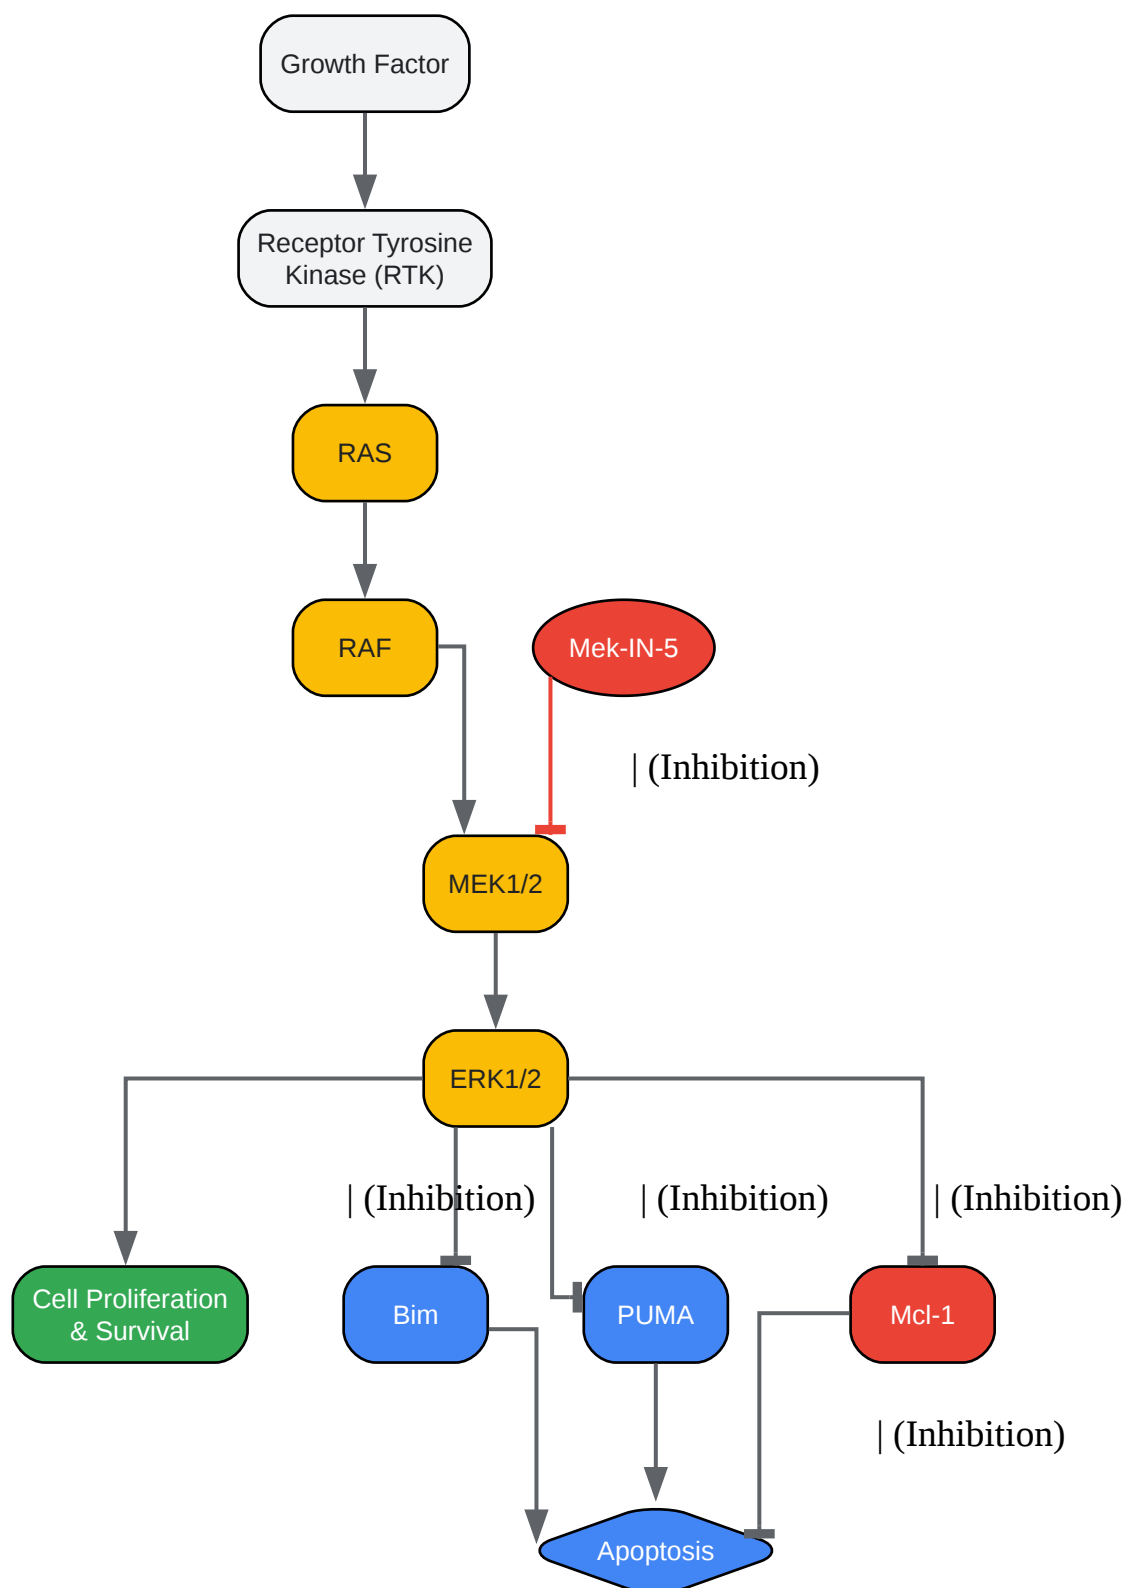 Growth Factor
Receptor Tyrosine
Kinase (RTK)
RAS
RAF
Mek-IN-5
| (Inhibition)
MEK1/2
ERK1/2
| (Inhibition)
| (Inhibition)
| (Inhibition)
Cell Proliferation
& Survival
Bim
PUMA
Mcl-1
| (Inhibition)
Apoptosis